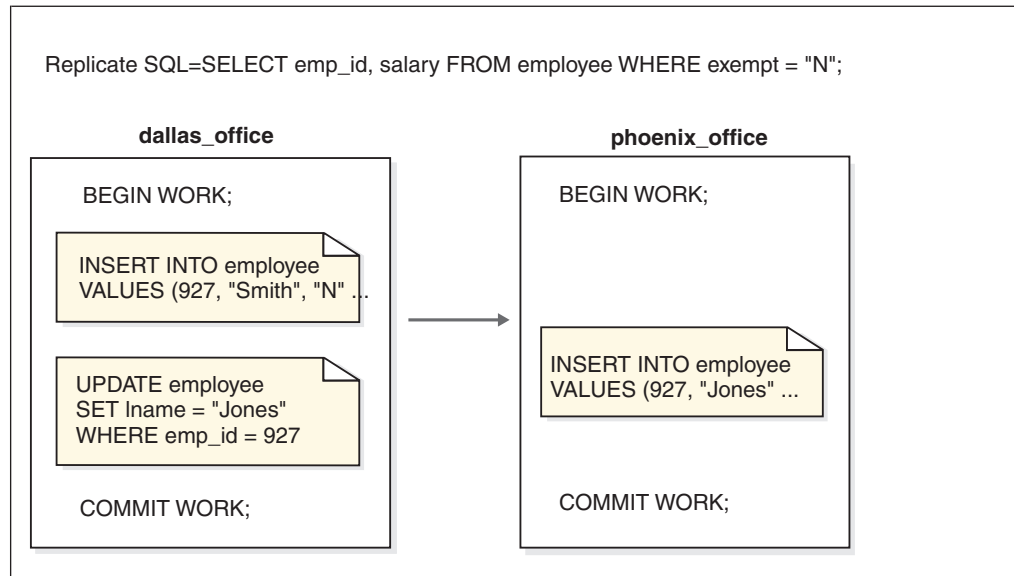 Replicate SQL=SELECT emp_id, salary FROM employee WHERE exempt = "N";
dallas_office
BEGIN WORK;
INSERT INTO employee
VALUES (927, "Smith", "N" ...
UPDATE employee
SET lname = "Jones"
WHERE emp_id = 927
COMMIT WORK;
phoenix_office
BEGIN WORK;
INSERT INTO employee
VALUES (927, "Jones" ...
COMMIT WORK;